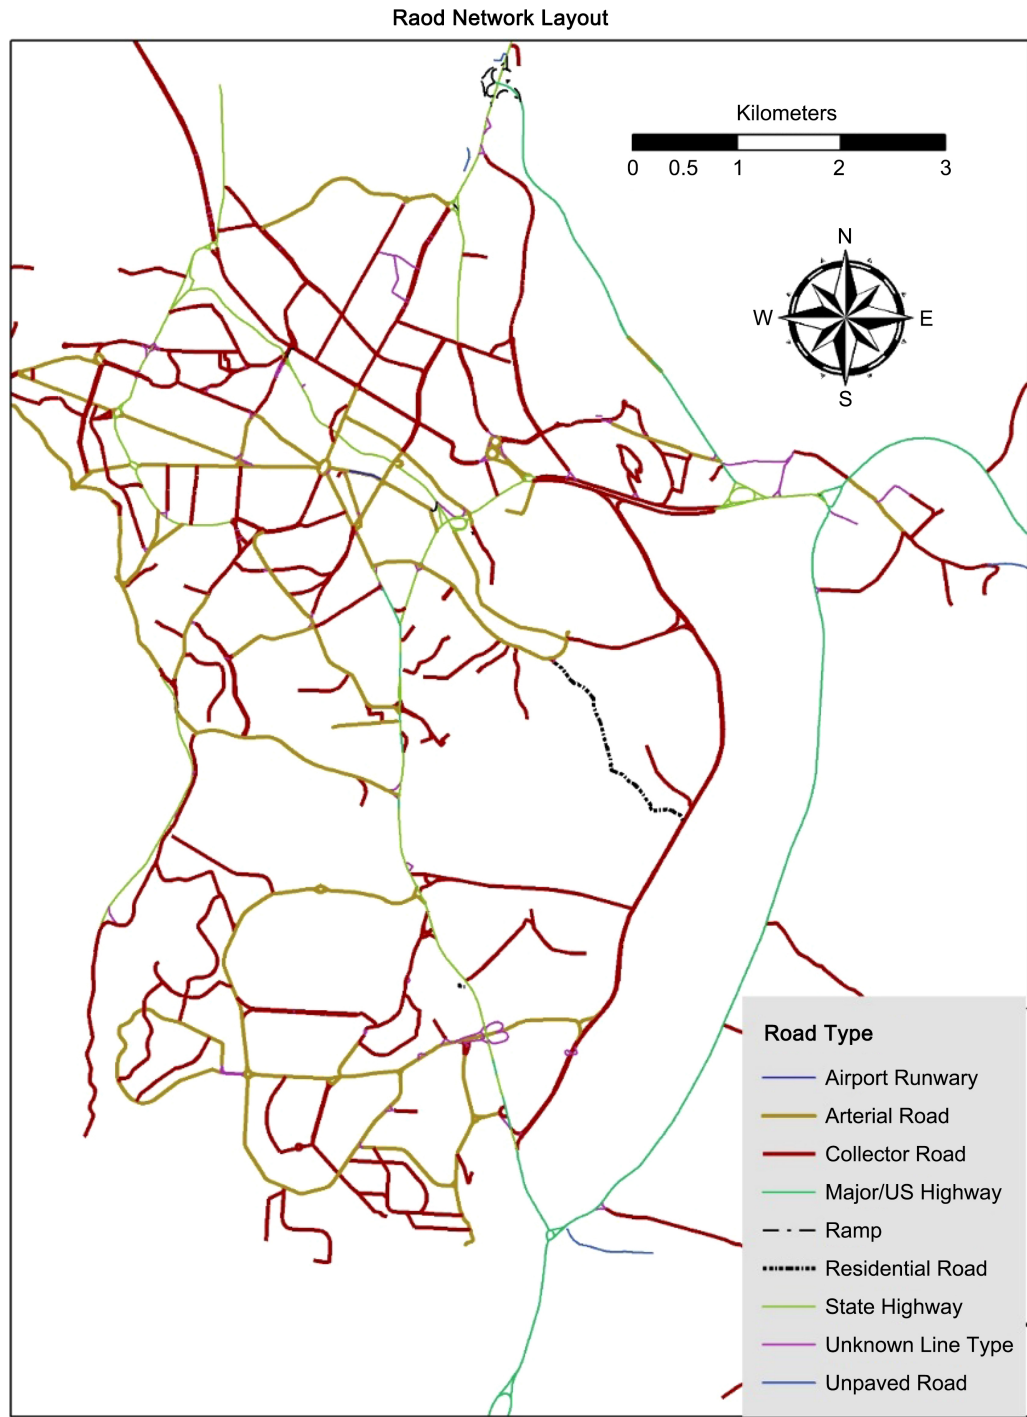 Raod Network Layout
Kilometers
0 0.5 1 2 3
N
W E
S
Road Type
Airport Runwary
Arterial Road
Collector Road
Major/US Highway
Ramp
Residential Road
State Highway
Unknown Line Type
Unpaved Road